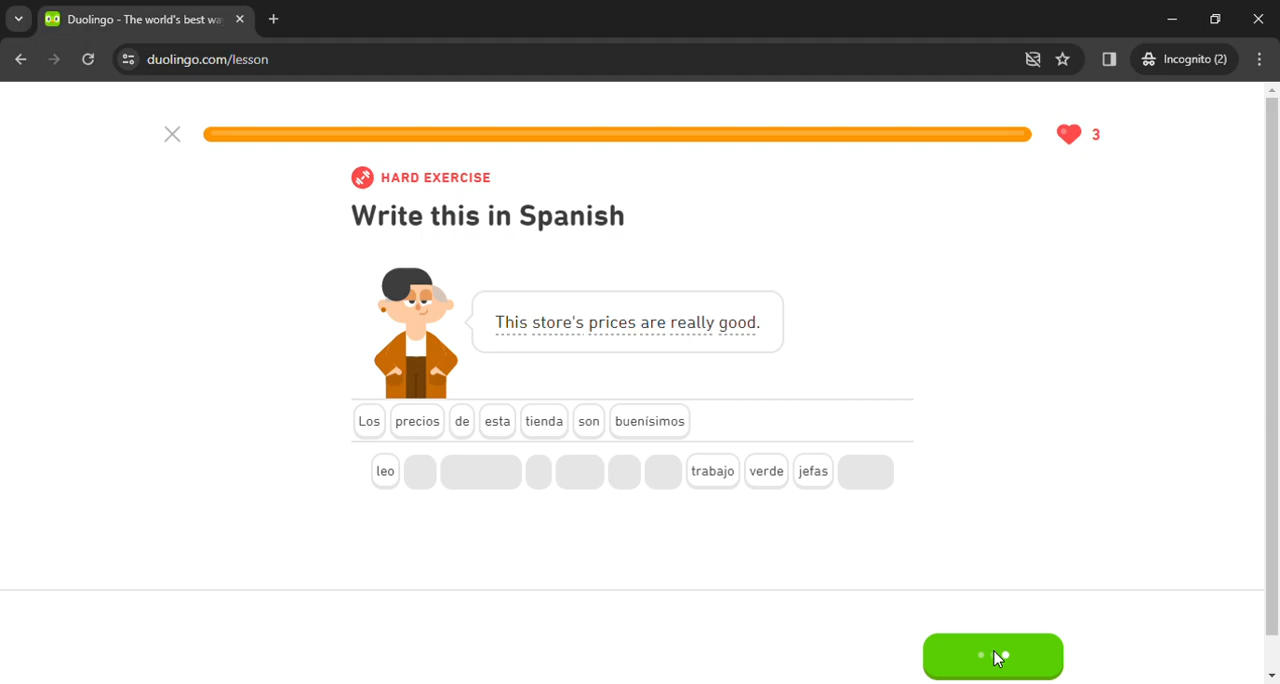 Duolingo - The world's best wa
duolingo.com/lesson
Incognito (2)
3
HARD EXERCISE
Write this in Spanish
This store's prices are really good.
Los precios de esta tienda son buenísimos
leo trabajo verde jefas